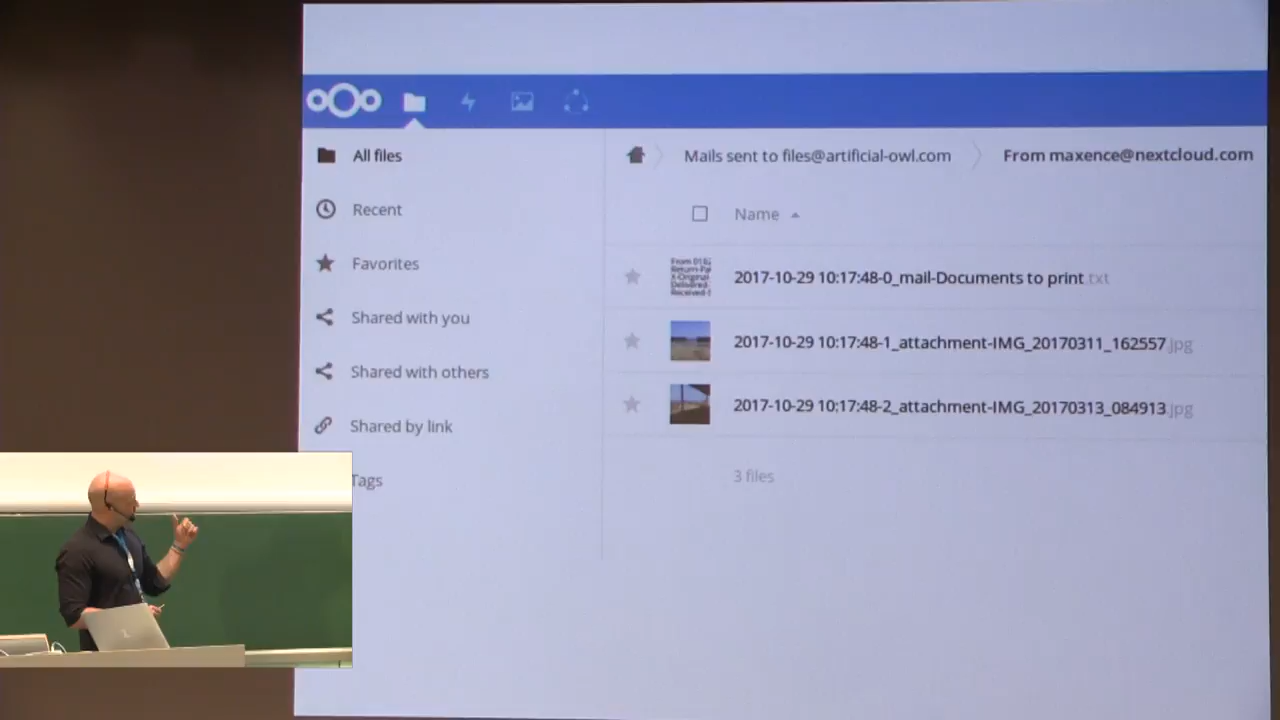 All files
Recent
Favorites
Shared with you
Shared with others
Shared by link
Tags
Mails sent to files@artificial-owl.com
From maxence@nextcloud.com
Name
2017-10-29 10:17:48-0_mail-Documents to print.txt
2017-10-29 10:17:48-1_attachment-IMG_20170311_162557.jpg
2017-10-29 10:17:48-2_attachment-IMG_20170313_084913.jpg
3 files